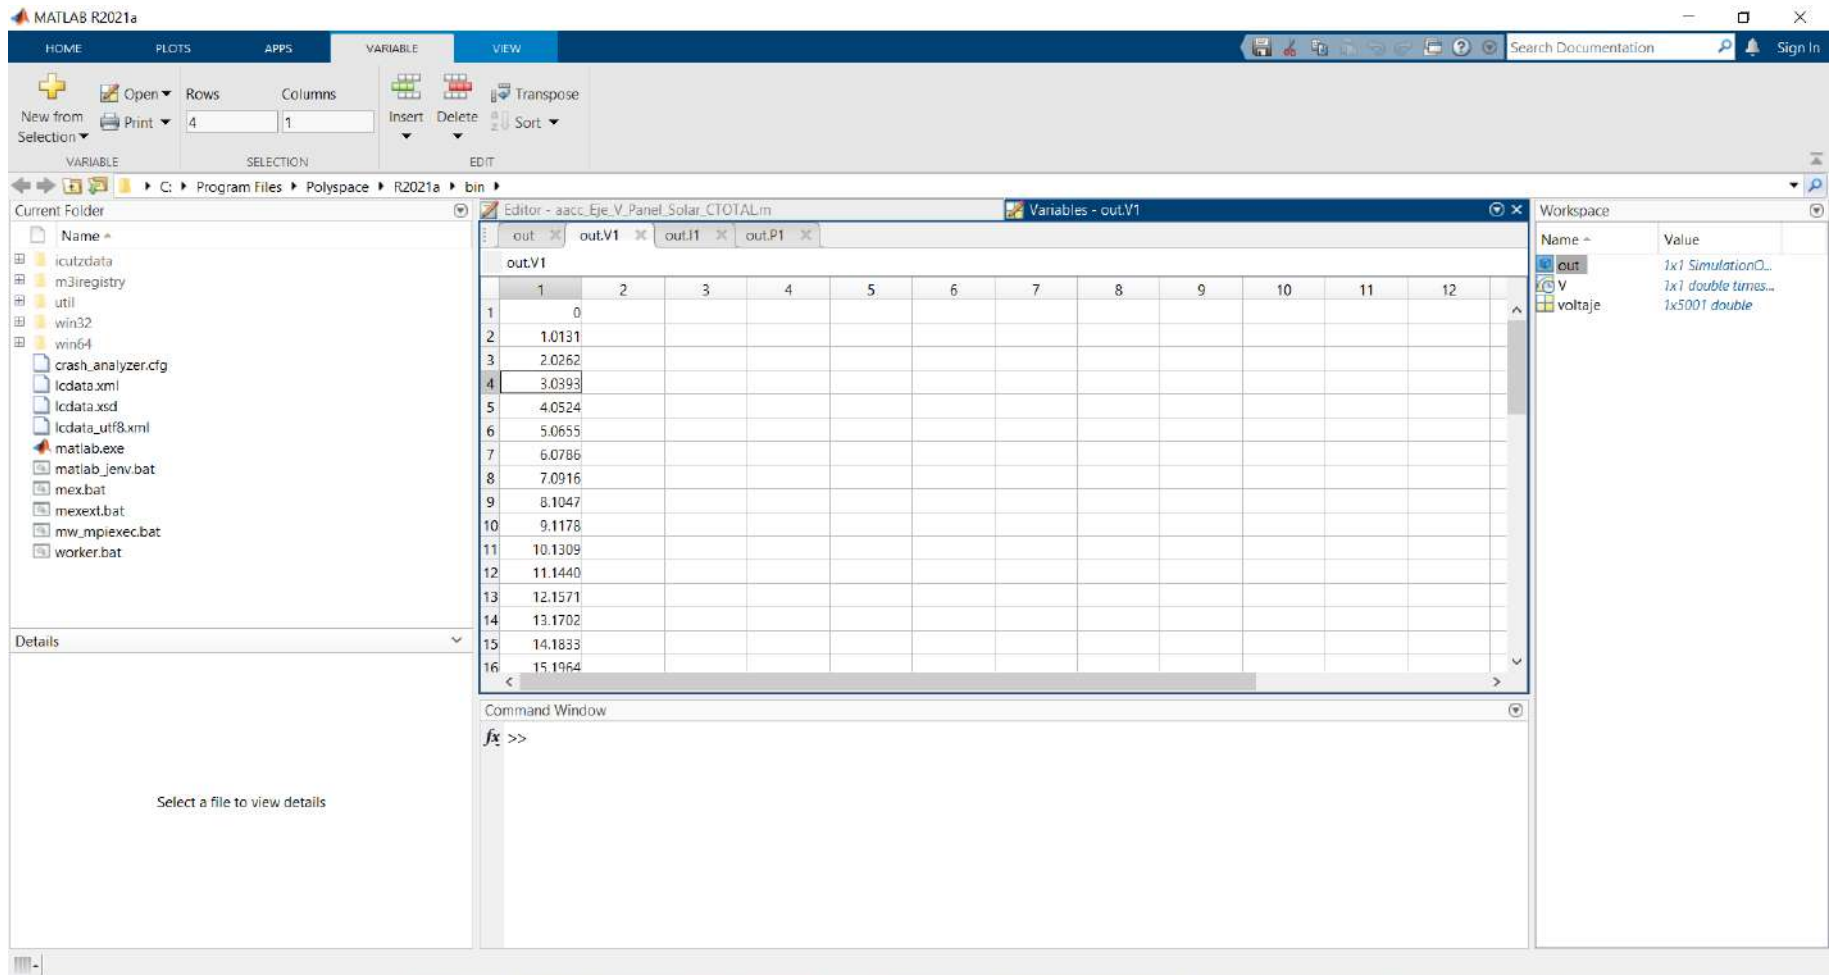 MATLAB R2021a
HOME PLOTS APPS VARIABLE VIEW Search Documentation Sign In
New from Selection Open Print Rows Columns Insert Delete Transpose
4 1 Sort
VARIABLE SELECTION EDIT
C: Program Files Polyspace R2021a bin
Current Folder
Name
icutzdata
m3iregistry
util
win32
win64
crash_analyzer.cfg
lcdata.xml
lcdata.xsd
lcdata_utf8.xml
matlab.exe
matlab_jenv.bat
mex.bat
mexext.bat
mw_mpiexec.bat
worker.bat
Details
Select a file to view details
Editor - aacc_Eje_V_Panel_Solar_CTOTAL.m Variables - out.V1
out out.V1 out.I1 out.P1
out.V1
1 2 3 4 5 6 7 8 9 10 11 12
1 0
2 1.0131
3 2.0262
4 3.0393
5 4.0524
6 5.0655
7 6.0786
8 7.0916
9 8.1047
10 9.1178
11 10.1309
12 11.1440
13 12.1571
14 13.1702
15 14.1833
16 15.1964
Command Window
fx >>
Workspace
Name Value
out 1x1 SimulationO...
V 1x1 double times...
voltaje 1x5001 double